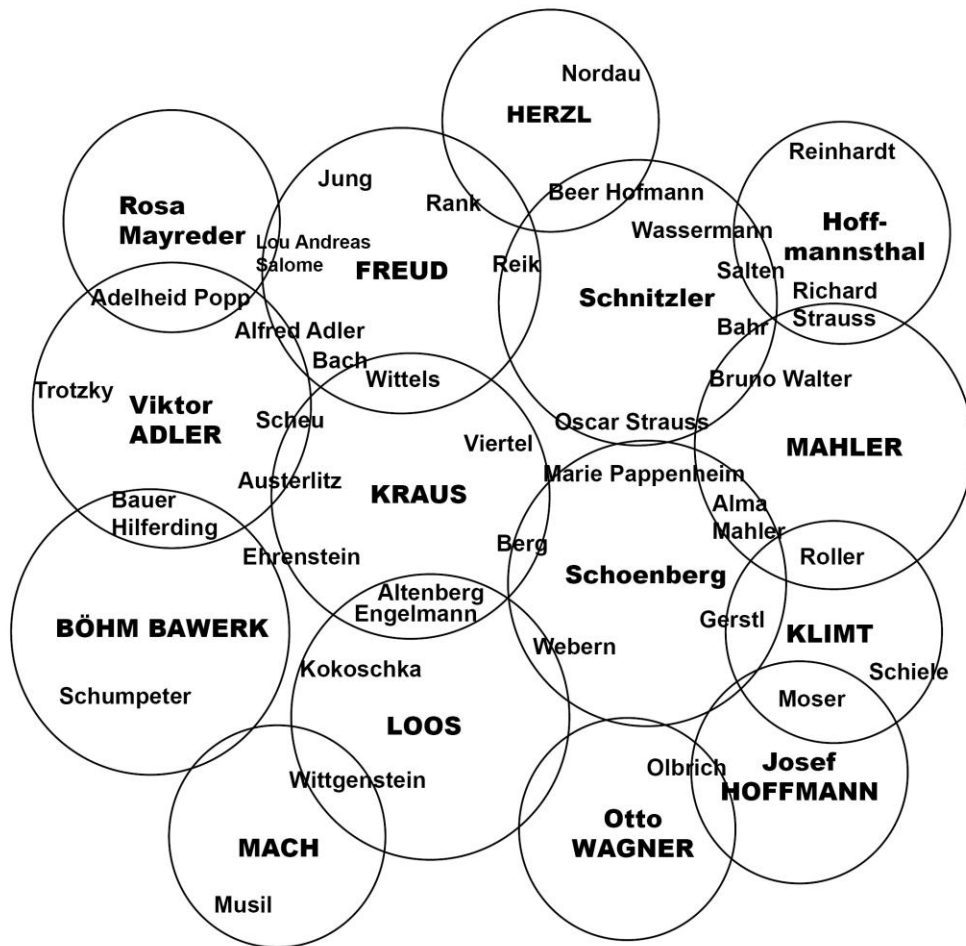 Nordau
HERZL
Reinhardt
Jung
Beer Hofmann
Rank
Rosa
Mayreder
Wassermann
Hoff-
mannsthal
Lou Andreas
Salome
FREUD
Reik
Salten
Schnitzler
Richard
Strauss
Adelheid Popp
Alfred Adler
Bahr
Bach
Wittels
Bruno Walter
Trotzky
Viktor
ADLER
Scheu
Oscar Strauss
Viertel
MAHLER
Marie Pappenheim
Austerlitz
KRAUS
Bauer
Hilferding
Alma
Mahler
Berg
Ehrenstein
Roller
Schoenberg
Altenberg
Engelmann
Gerstl
KLIMT
BÖHM BAWERK
Webern
Kokoschka
Schiele
Schumpeter
Moser
LOOS
Olbrich
Josef
HOFFMANN
Wittgenstein
Otto
WAGNER
MACH
Musil